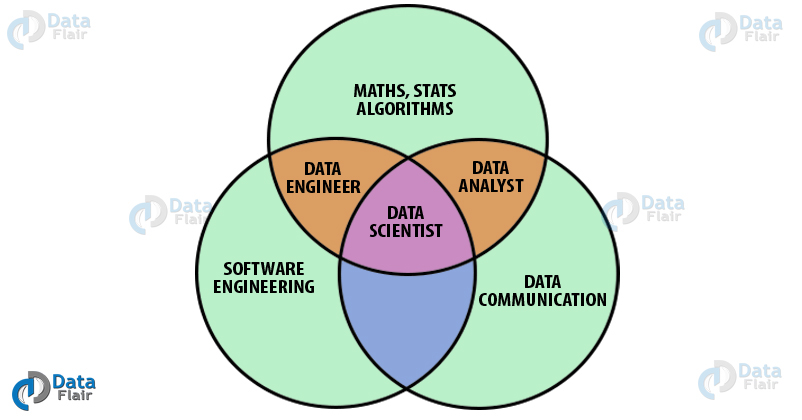 Data
Flair
Data
Flair
MATHS, STATS
ALGORITHMS
DATA
ENGINEER
DATA
ANALYST
Data
Flair
DATA
SCIENTIST
Data
Flair
SOFTWARE
ENGINEERING
DATA
COMMUNICATION
Data
Flair
Data
Flair